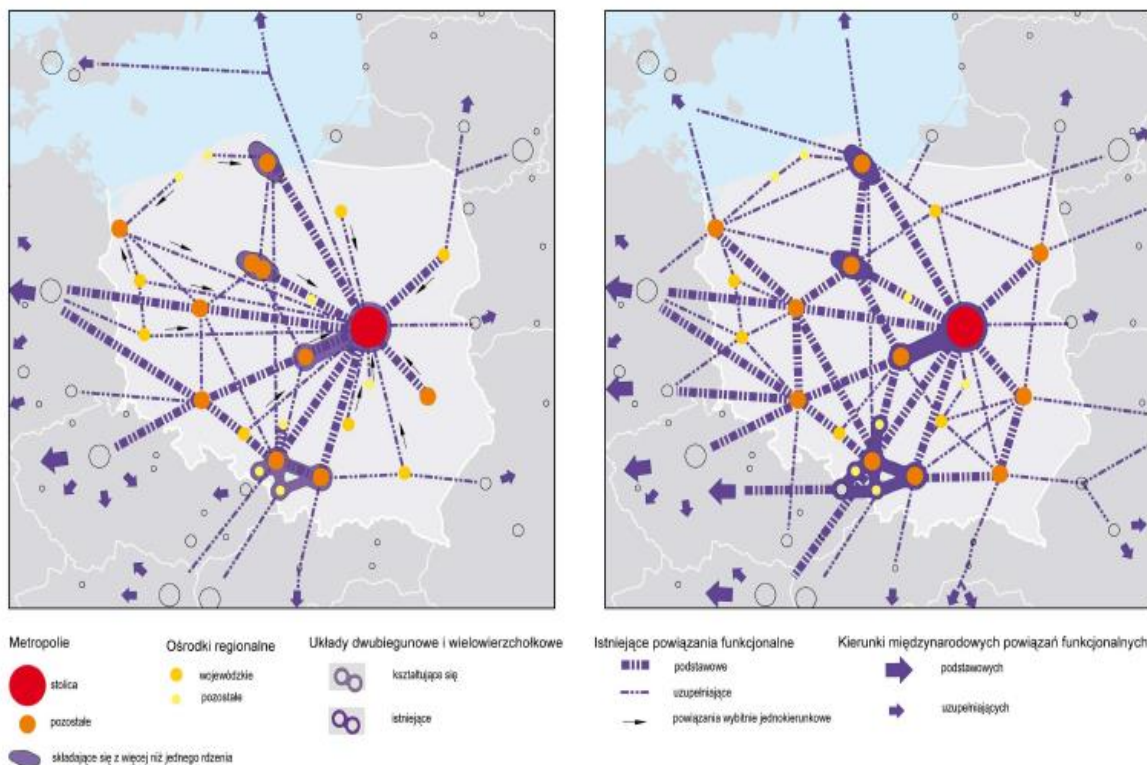 Metropolie
stolica
pozostałe
składające się z więcej niż jednego rdzenia
Ośrodki regionalne
wojewódzkie
pozostałe
Układy dwubiegunowe i wielowierzchołkowe
kształtujące się
istniejące
Istniejące powiązania funkcjonalne
podstawowe
uzupełniające
powiązania wybitnie jednokierunkowe
Kierunki międzynarodowych powiązań funkcjonalnych
podstawowych
uzupełniających